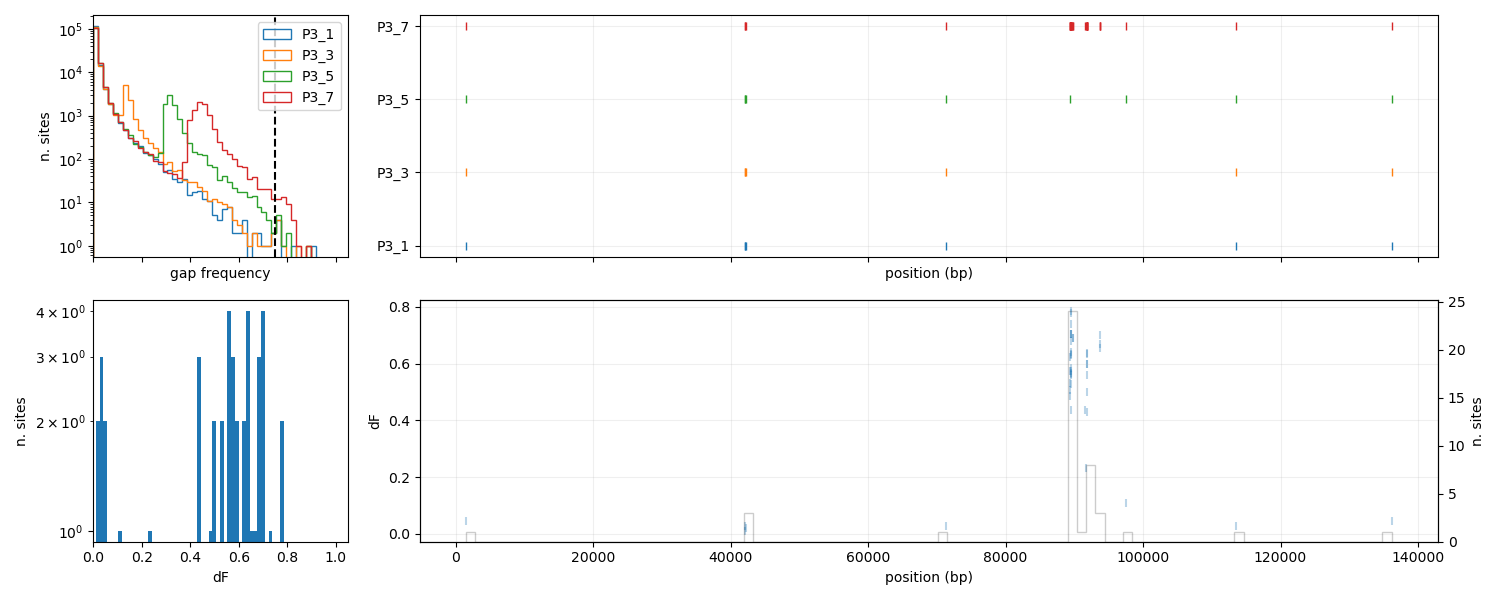 10^5
10^4
10^3
10^2
10^1
10^0
n. sites
gap frequency
P3_1
P3_3
P3_5
P3_7
P3_7
P3_5
P3_3
P3_1
position (bp)
4 × 10^0
3 × 10^0
2 × 10^0
10^0
n. sites
0.0 0.2 0.4 0.6 0.8 1.0
dF
0.8
0.6
0.4
0.2
0.0
dF
0 20000 40000 60000 80000 100000 120000 140000
position (bp)
25
20
15
10
5
0
n. sites